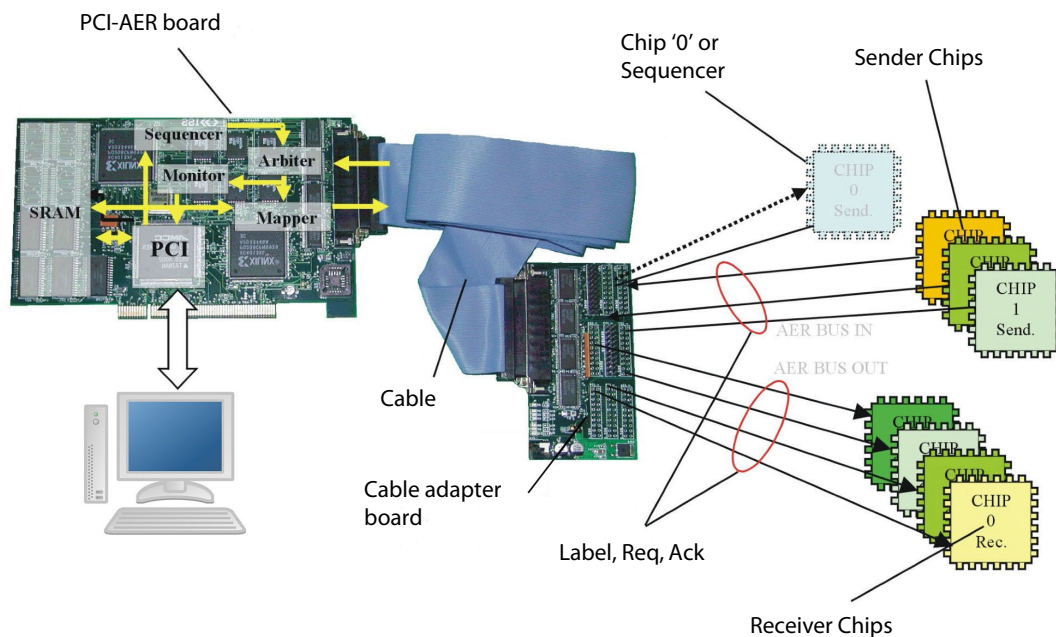 PCI-AER board
Chip ‘0’ or
Sequencer
Sender Chips
Sequencer
Arbiter
Monitor
SRAM
Mapper
PCI
XILINX
XILINX
CHIP
0
Send.
CHIP
CHIP
CHIP
1
Send.
AER BUS IN
AER BUS OUT
Cable
Cable adapter
board
Label, Req, Ack
CHIP
CHIP
CHIP
CHIP
0
Rec.
Receiver Chips